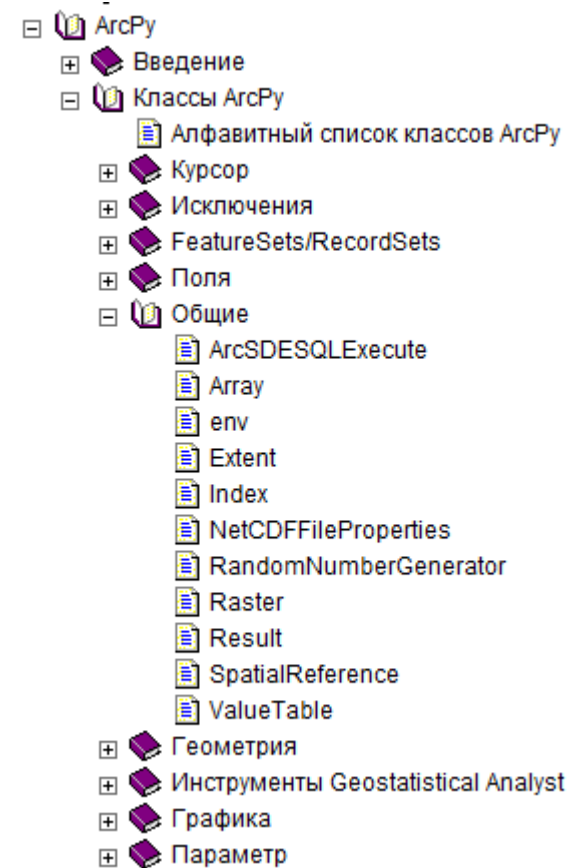 ArcPy
Введение
Классы ArcPy
Алфавитный список классов ArcPy
Курсор
Исключения
FeatureSets/RecordSets
Поля
Общие
ArcSDESQLExecute
Array
env
Extent
Index
NetCDFFileProperties
RandomNumberGenerator
Raster
Result
SpatialReference
ValueTable
Геометрия
Инструменты Geostatistical Analyst
Графика
Параметр